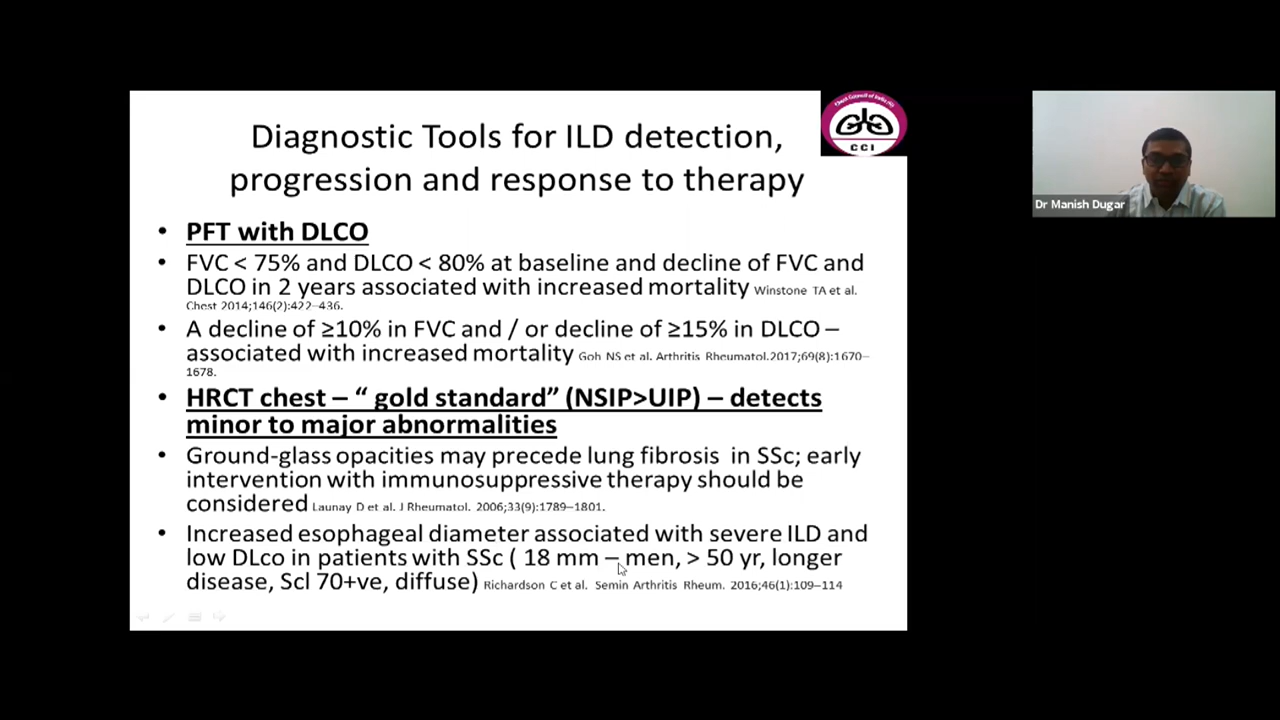 Diagnostic Tools for ILD detection,
progression and response to therapy
• PFT with DLCO
• FVC < 75% and DLCO < 80% at baseline and decline of FVC and
DLCO in 2 years associated with increased mortality Winstone TA et al.
Chest 2014;146(2):422–436.
• A decline of ≥10% in FVC and / or decline of ≥15% in DLCO –
associated with increased mortality Goh NS et al. Arthritis Rheumatol.2017;69(8):1670–
1678.
• HRCT chest – “ gold standard” (NSIP>UIP) – detects
minor to major abnormalities
• Ground-glass opacities may precede lung fibrosis in SSc; early
intervention with immunosuppressive therapy should be
considered Launay D et al. J Rheumatol. 2006;33(9):1789–1801.
• Increased esophageal diameter associated with severe ILD and
low DLco in patients with SSc ( 18 mm – men, > 50 yr, longer
disease, Scl 70+ve, diffuse) Richardson C et al. Semin Arthritis Rheum. 2016;46(1):109–114
CCI
Dr Manish Dugar